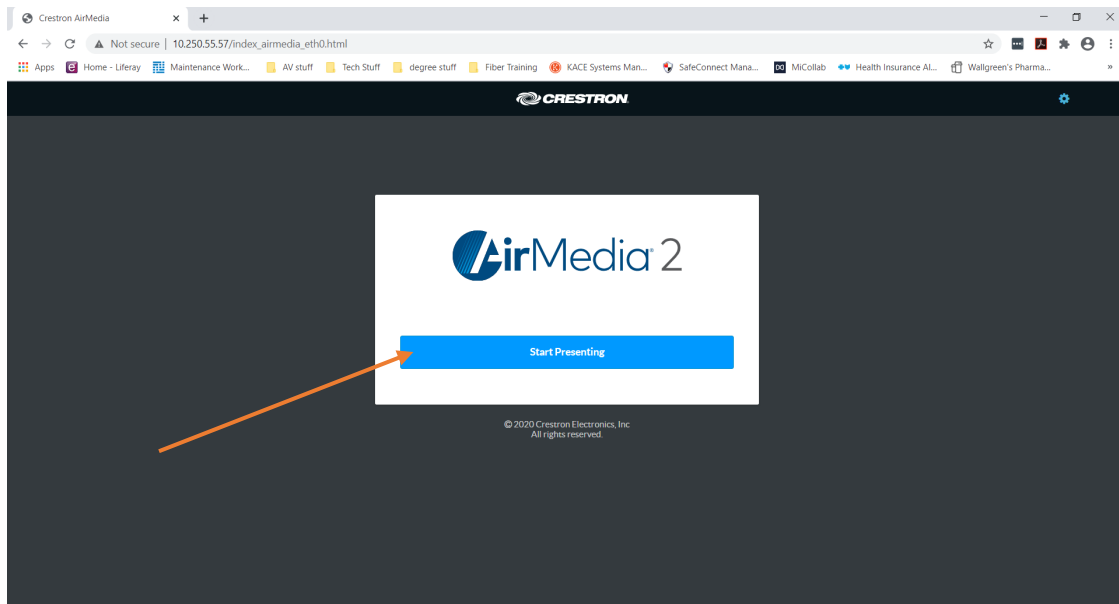 Crestron AirMedia
Not secure | 10.250.55.57/index_airmedia_eth0.html
Apps Home - Liferay Maintenance Work... AV stuff Tech Stuff degree stuff Fiber Training KACE Systems Man... SafeConnect Mana... MiCollab Health Insurance Al... Wallgreen's Pharma... »
CRESTRON
AirMedia 2
Start Presenting
© 2020 Crestron Electronics, Inc
All rights reserved.